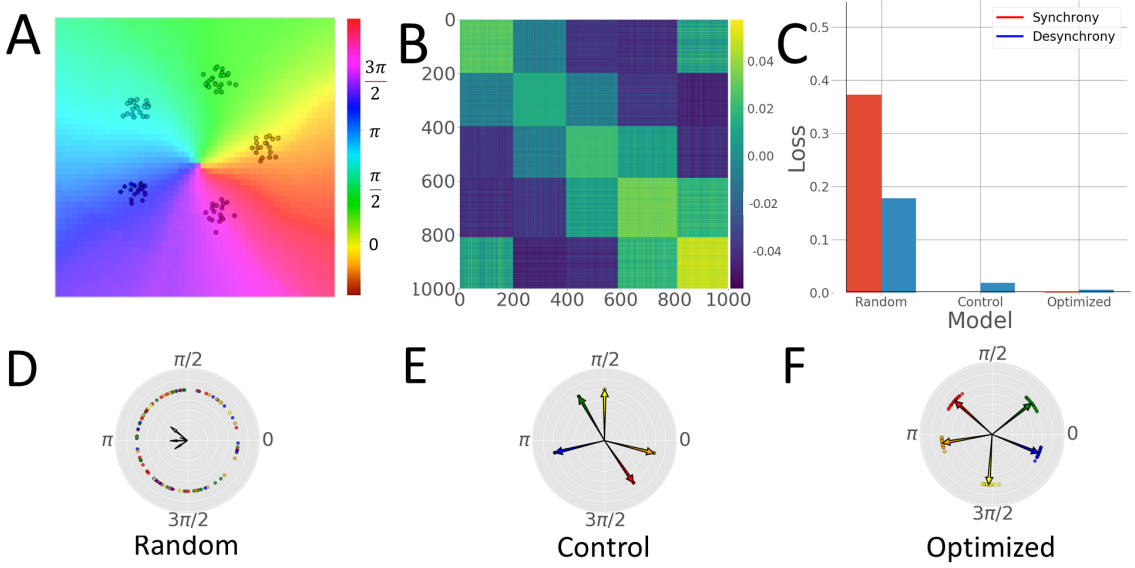 A
3π/2
π
π/2
0
B
0
200
400
600
800
1000
0 200 400 600 800 1000
0.04
0.02
0.00
-0.02
-0.04
C
Synchrony
Desynchrony
0.5
0.4
0.3
0.2
0.1
0.0
Loss
Random Control Optimized
Model
D
π/2
π
0
3π/2
Random
E
π/2
π
0
3π/2
Control
F
π/2
π
0
3π/2
Optimized